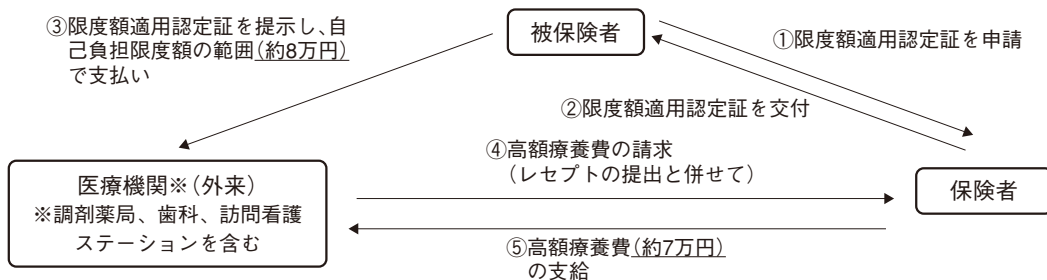 ③限度額適用認定証を提示し、自
己負担限度額の範囲(約8万円)
で支払い
被保険者
①限度額適用認定証を申請
②限度額適用認定証を交付
④高額療養費の請求
（レセプトの提出と併せて）
医療機関※（外来）
※調剤薬局、歯科、訪問看護
ステーションを含む
保険者
⑤高額療養費(約7万円)
の支給